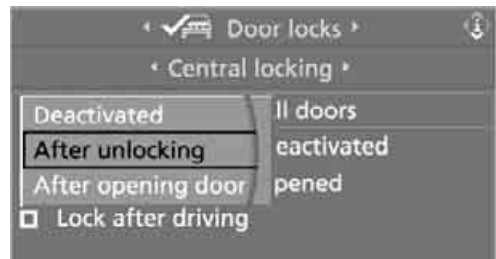 Door locks
Central locking
Deactivated ll doors
After unlocking eactivated
After opening door pened
Lock after driving